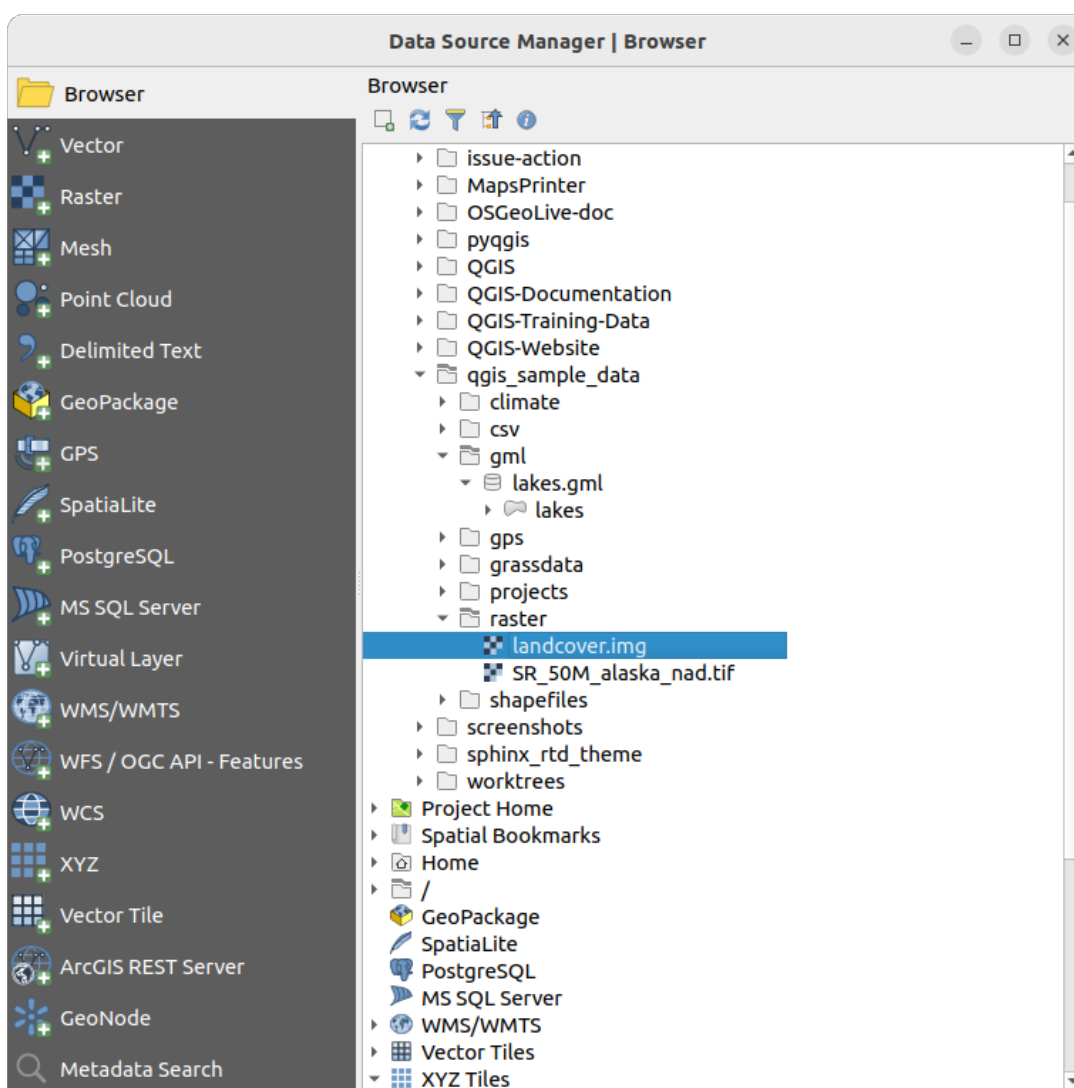 Data Source Manager | Browser
Browser
Vector
Raster
Mesh
Point Cloud
Delimited Text
GeoPackage
GPS
SpatiaLite
PostgreSQL
MS SQL Server
Virtual Layer
WMS/WMTS
WFS / OGC API - Features
WCS
XYZ
Vector Tile
ArcGIS REST Server
GeoNode
Metadata Search
Browser
issue-action
MapsPrinter
OSGeoLive-doc
pyqgis
QGIS
QGIS-Documentation
QGIS-Training-Data
QGIS-Website
qgis_sample_data
climate
csv
gml
lakes.gml
lakes
gps
grassdata
projects
raster
landcover.img
SR_50M_alaska_nad.tif
shapefiles
screenshots
sphinx_rtd_theme
worktrees
Project Home
Spatial Bookmarks
Home
/
GeoPackage
SpatiaLite
PostgreSQL
MS SQL Server
WMS/WMTS
Vector Tiles
XYZ Tiles